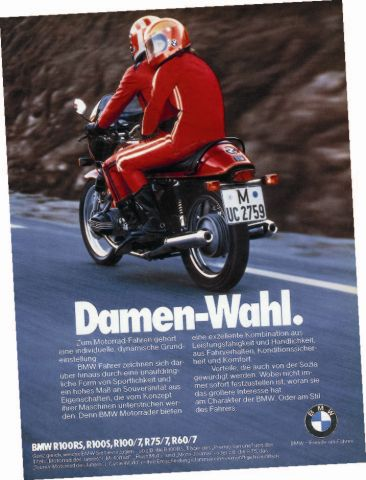 M
UC 2759
Damen-Wahl.
Zum Motorrad-Fahren gehört
eine individuelle, dynamische Grund-
einstellung.
BMW Fahrer zeichnen sich dar-
über hinaus durch eine unaufdring-
liche Form von Sportlichkeit und
ein hohes Maß an Souveränität aus.
Eigenschaften, die vom Konzept
ihrer Maschinen unterstrichen wer-
den. Denn BMW Motorräder bieten
eine exzellente Kombination aus
Leistungsfähigkeit und Handlichkeit,
aus Fahrverhalten, Konditionssicher-
heit und Komfort.
Vorteile, die auch von der Sozia
gewürdigt werden. Wobei nicht im-
mer sofort festzustellen ist, woran sie
das größere Interesse hat:
am Charakter der BMW. Oder am Stil
des Fahrers.
BMW R100RS, R100S, R100/7, R75/7, R60/7
BMW
BMW – Freude am Fahren